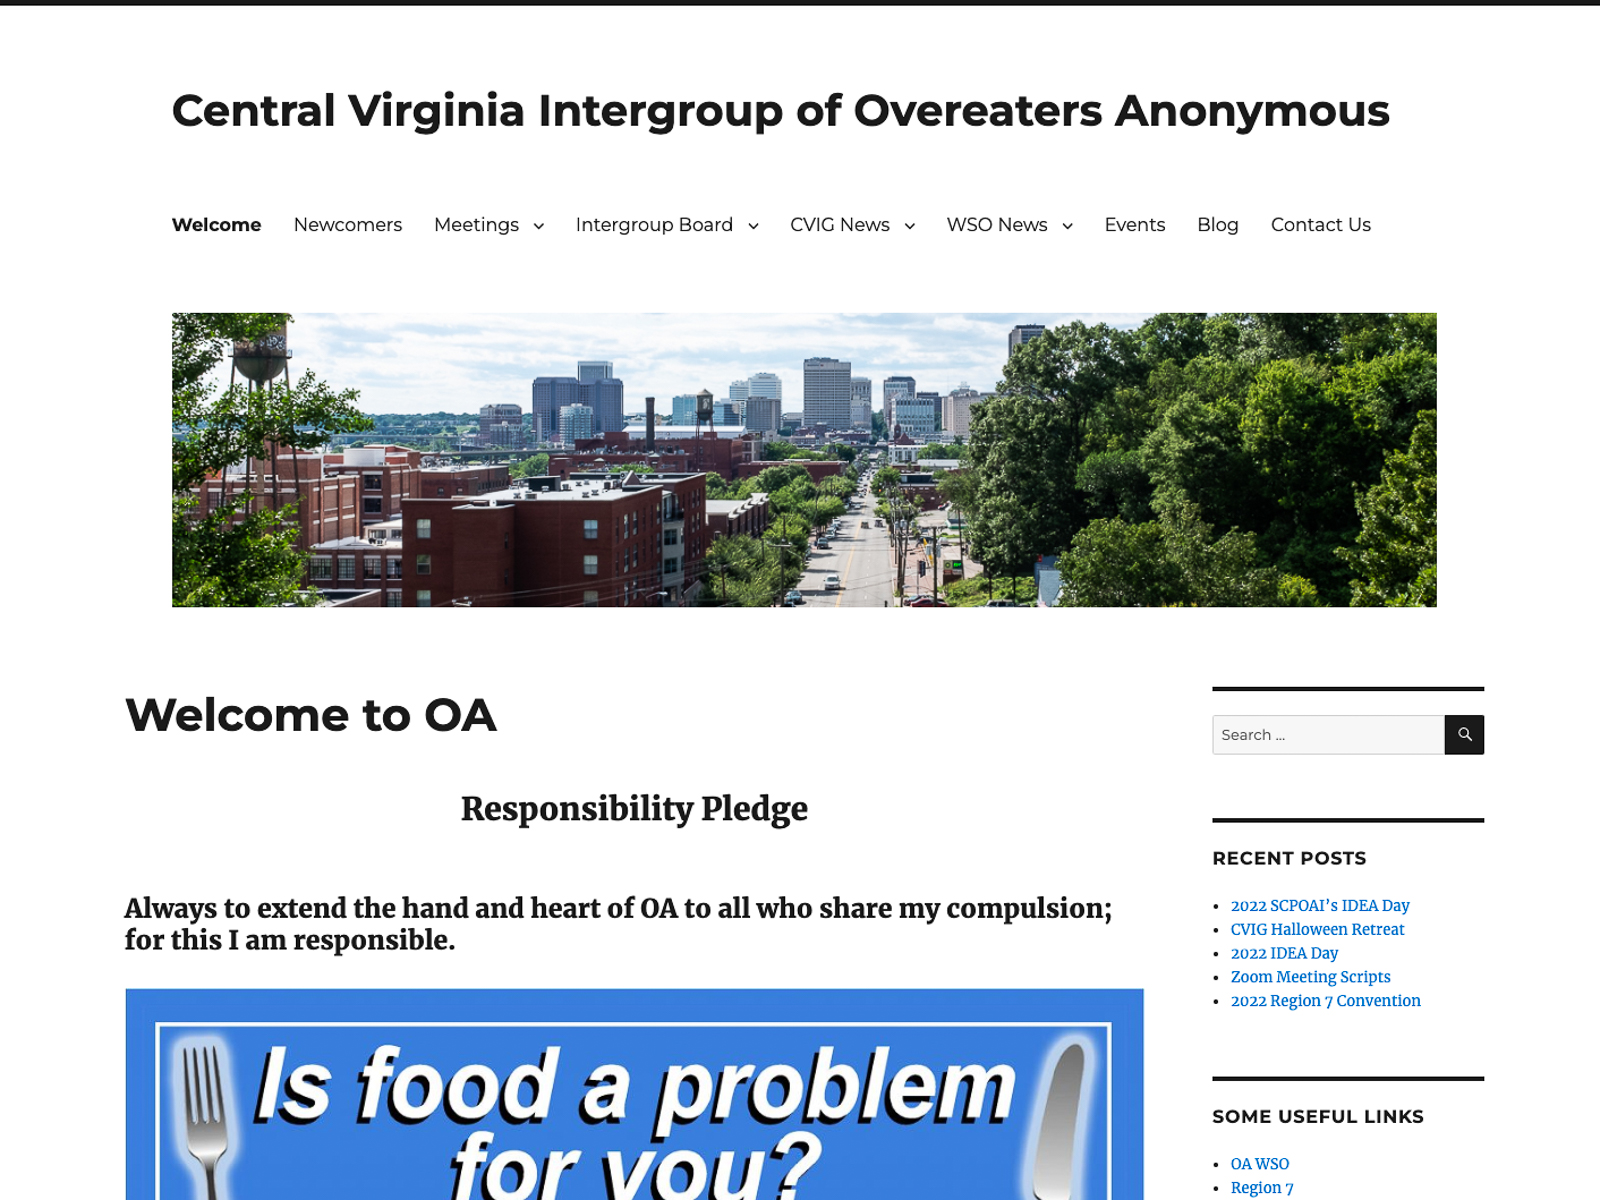 Central Virginia Intergroup of Overeaters Anonymous
Welcome Newcomers Meetings Intergroup Board CVIG News WSO News Events Blog Contact Us
Welcome to OA
Responsibility Pledge
Always to extend the hand and heart of OA to all who share my compulsion;
for this I am responsible.
Is food a problem
for you?
Search …
RECENT POSTS
2022 SCPOAI’s IDEA Day
CVIG Halloween Retreat
2022 IDEA Day
Zoom Meeting Scripts
2022 Region 7 Convention
SOME USEFUL LINKS
OA WSO
Region 7